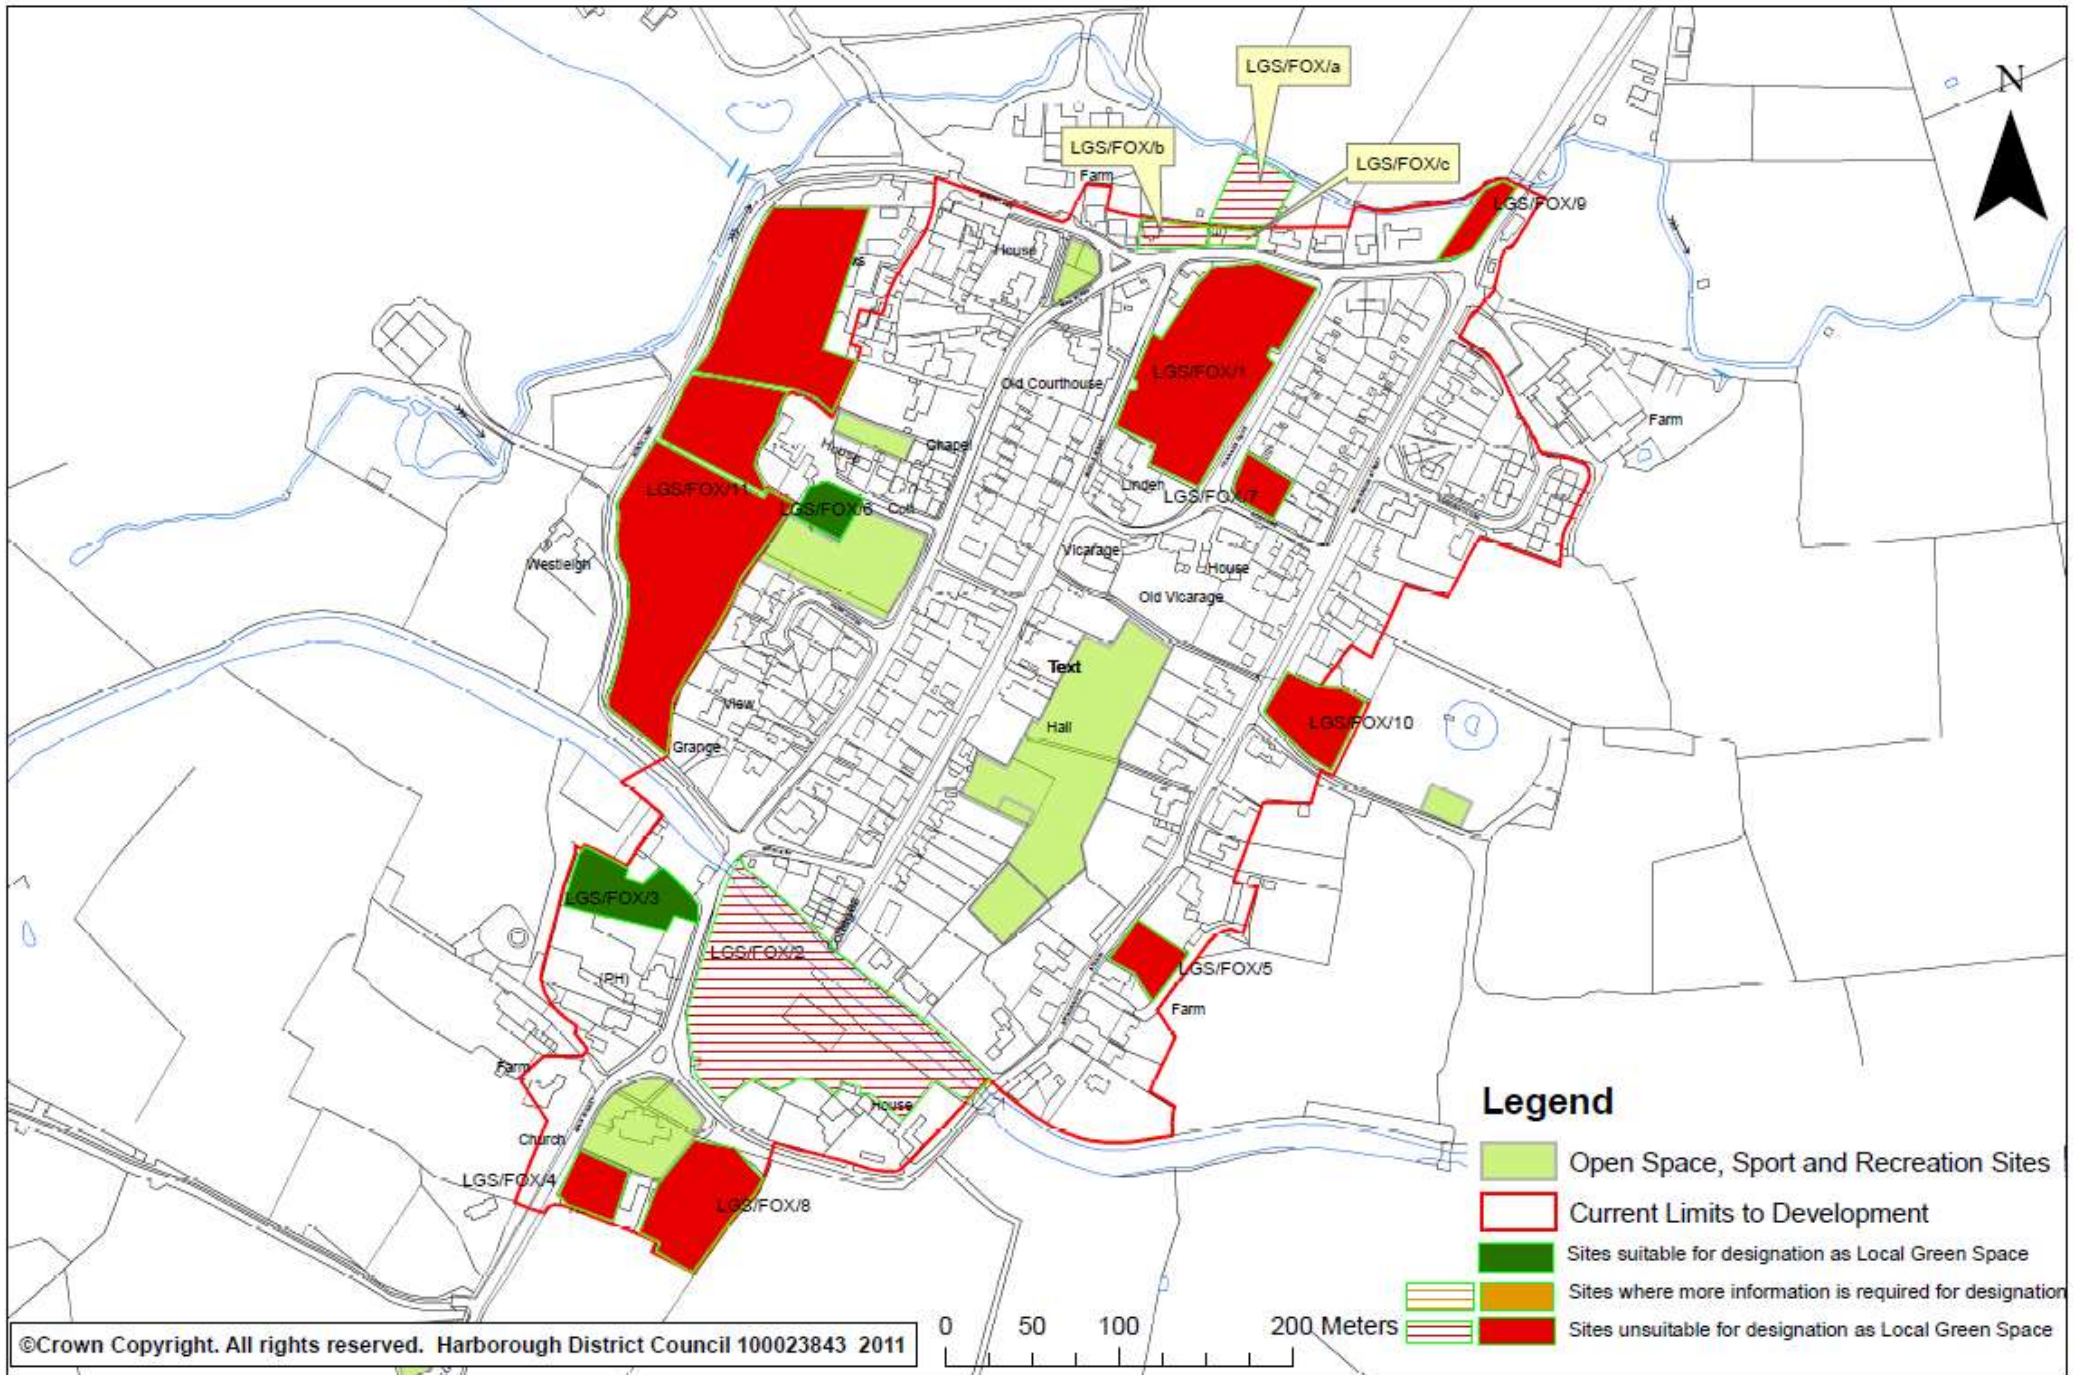 LGS/FOX/a
N
LGS/FOX/b
LGS/FOX/c
Farm
LGS/FOX/9
House
LGS/FOX/1
Old Courthouse
Farm
House
Chapel
LGS/FOX/11
Linden
LGS/FOX/7
LGS/FOX/6
Cott
Westleigh
Vicarage
House
Old Vicarage
Text
View
Hall
LGS/FOX/10
Grange
LGS/FOX/3
LGS/FOX/2
LGS/FOX/5
(PH)
Farm
Farm
House
Church
LGS/FOX/4
LGS/FOX/8
Legend
Open Space, Sport and Recreation Sites
Current Limits to Development
Sites suitable for designation as Local Green Space
Sites where more information is required for designation
Sites unsuitable for designation as Local Green Space
0 50 100 200 Meters
©Crown Copyright. All rights reserved. Harborough District Council 100023843 2011